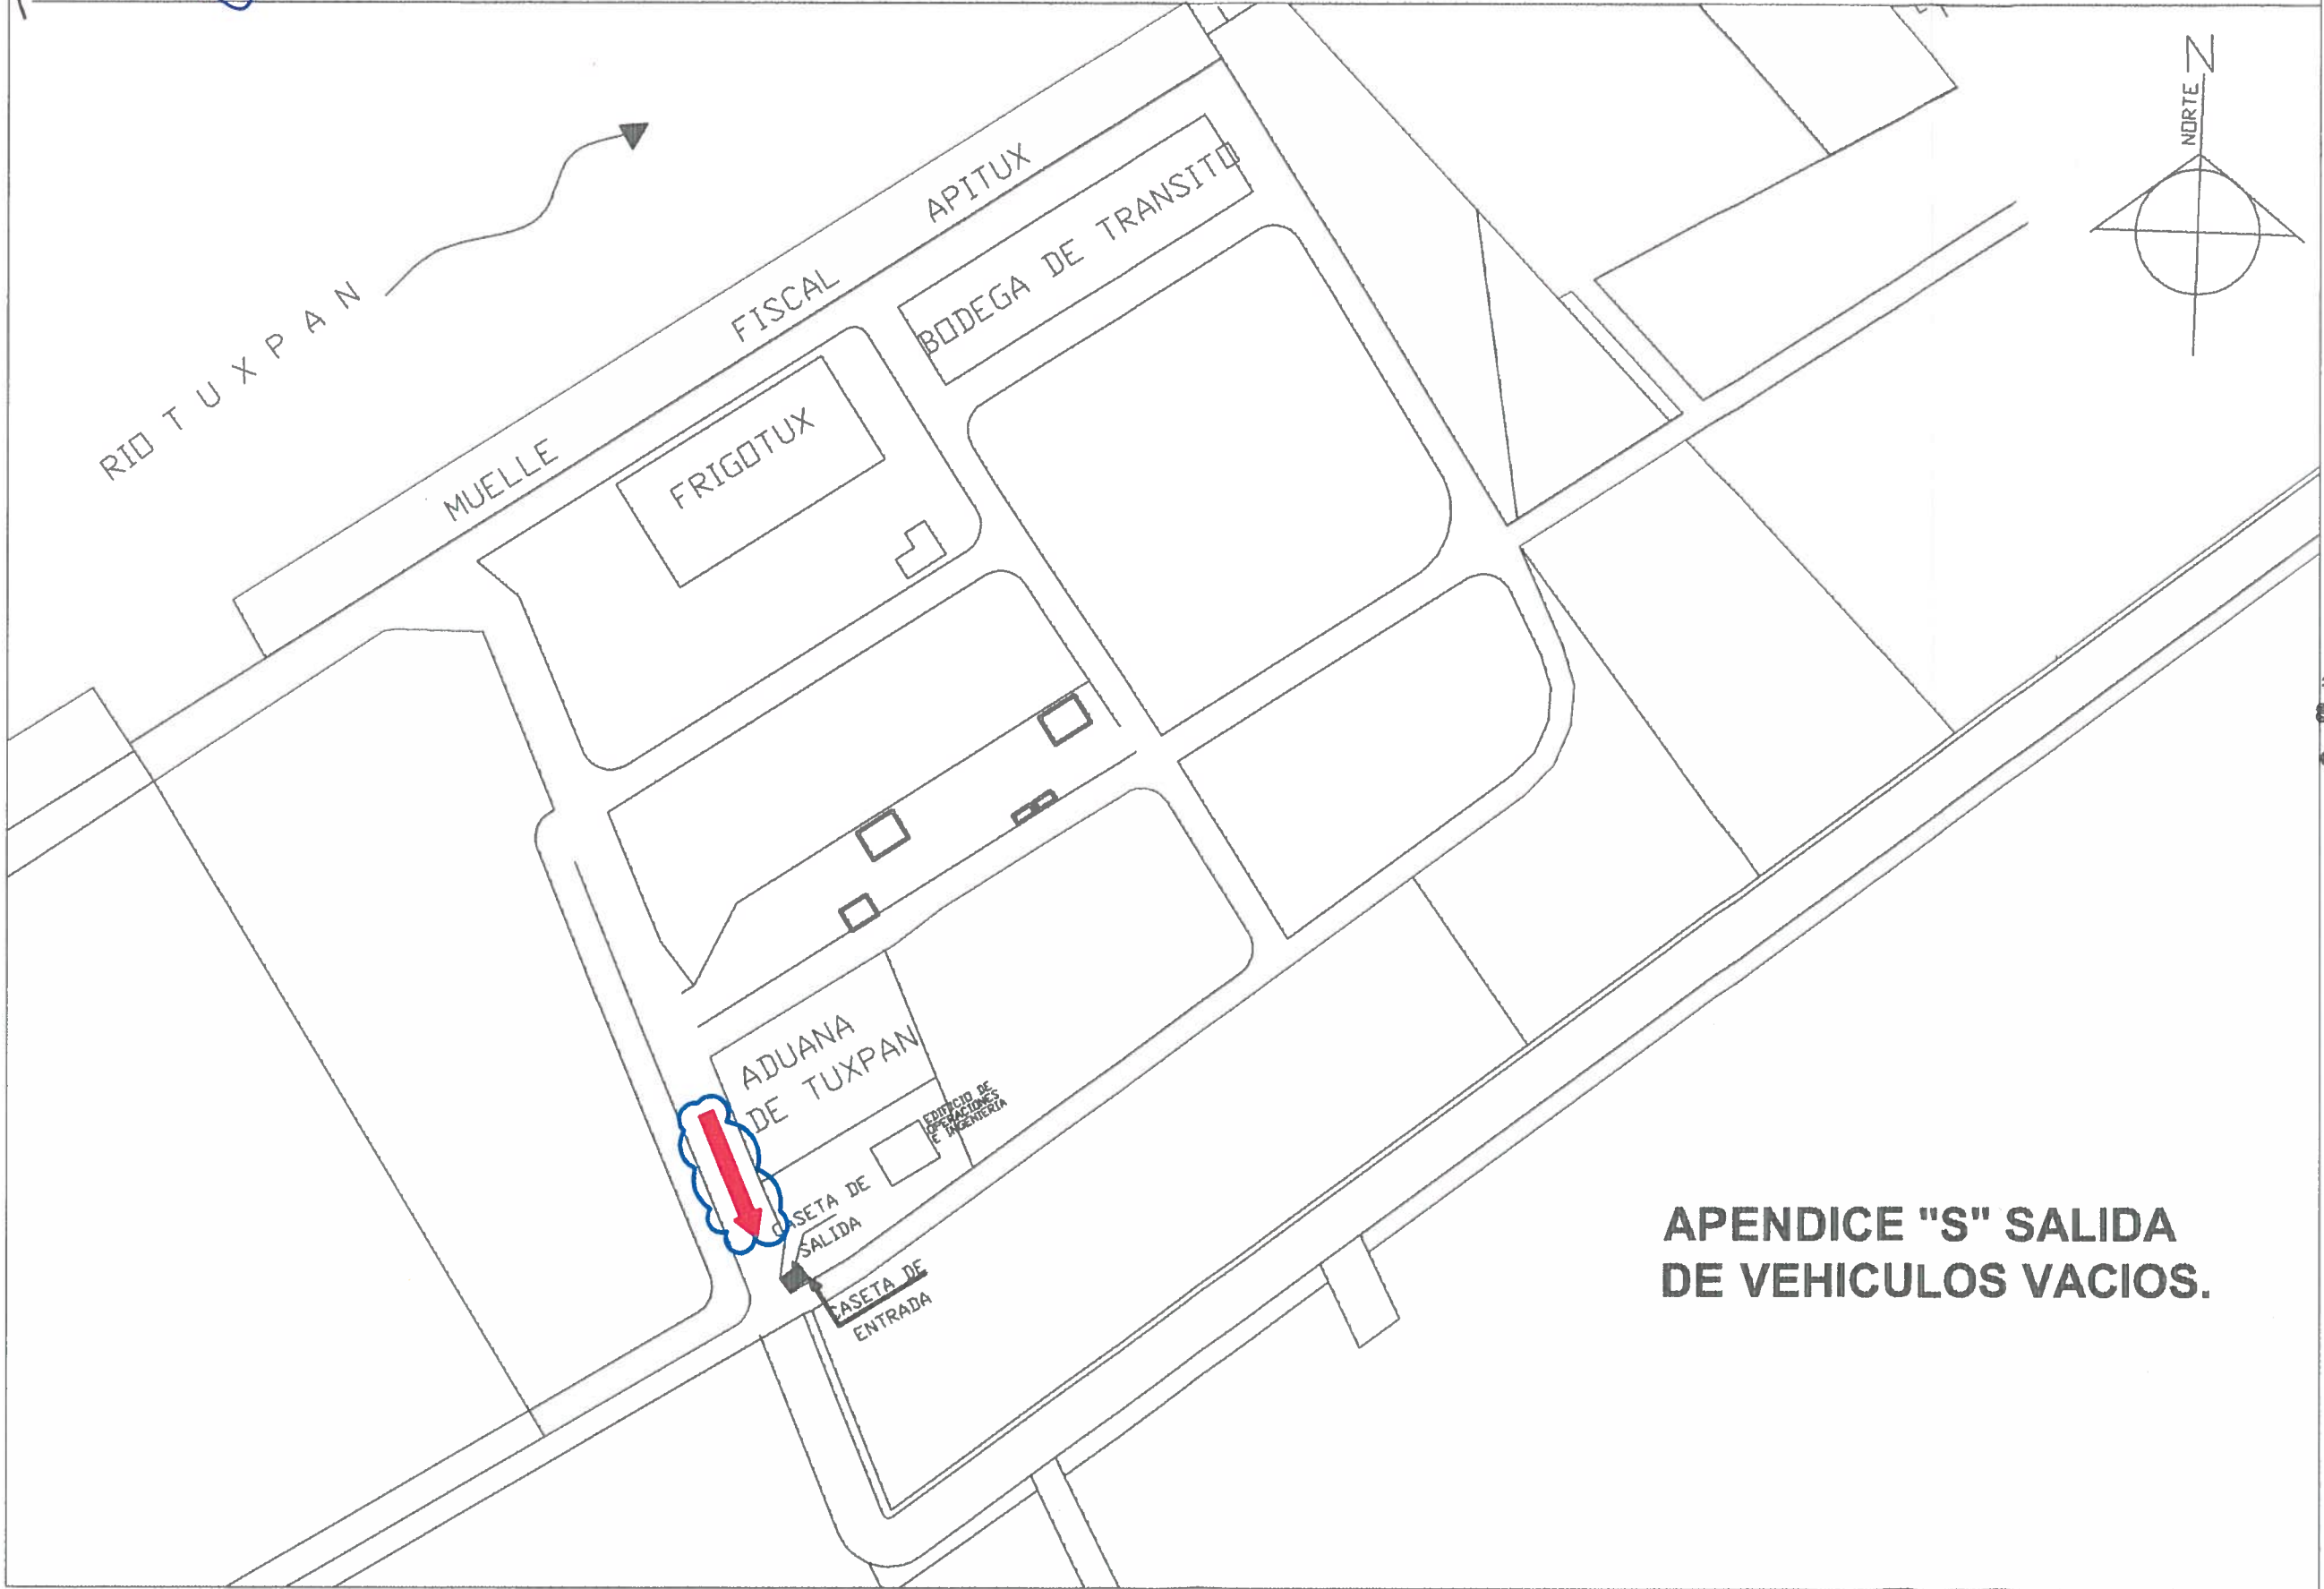 NORTE N
RIO TUXPAN
MUELLE FISCAL APITUX
BODEGA DE TRANSITO
FRIGOTUX
ADUANA
DE TUXPAN
EDIFICIO DE
OPERACIONES
E INGENIERIA
CASETA DE
SALIDA
CASETA DE
ENTRADA
APENDICE "S" SALIDA
DE VEHICULOS VACIOS.